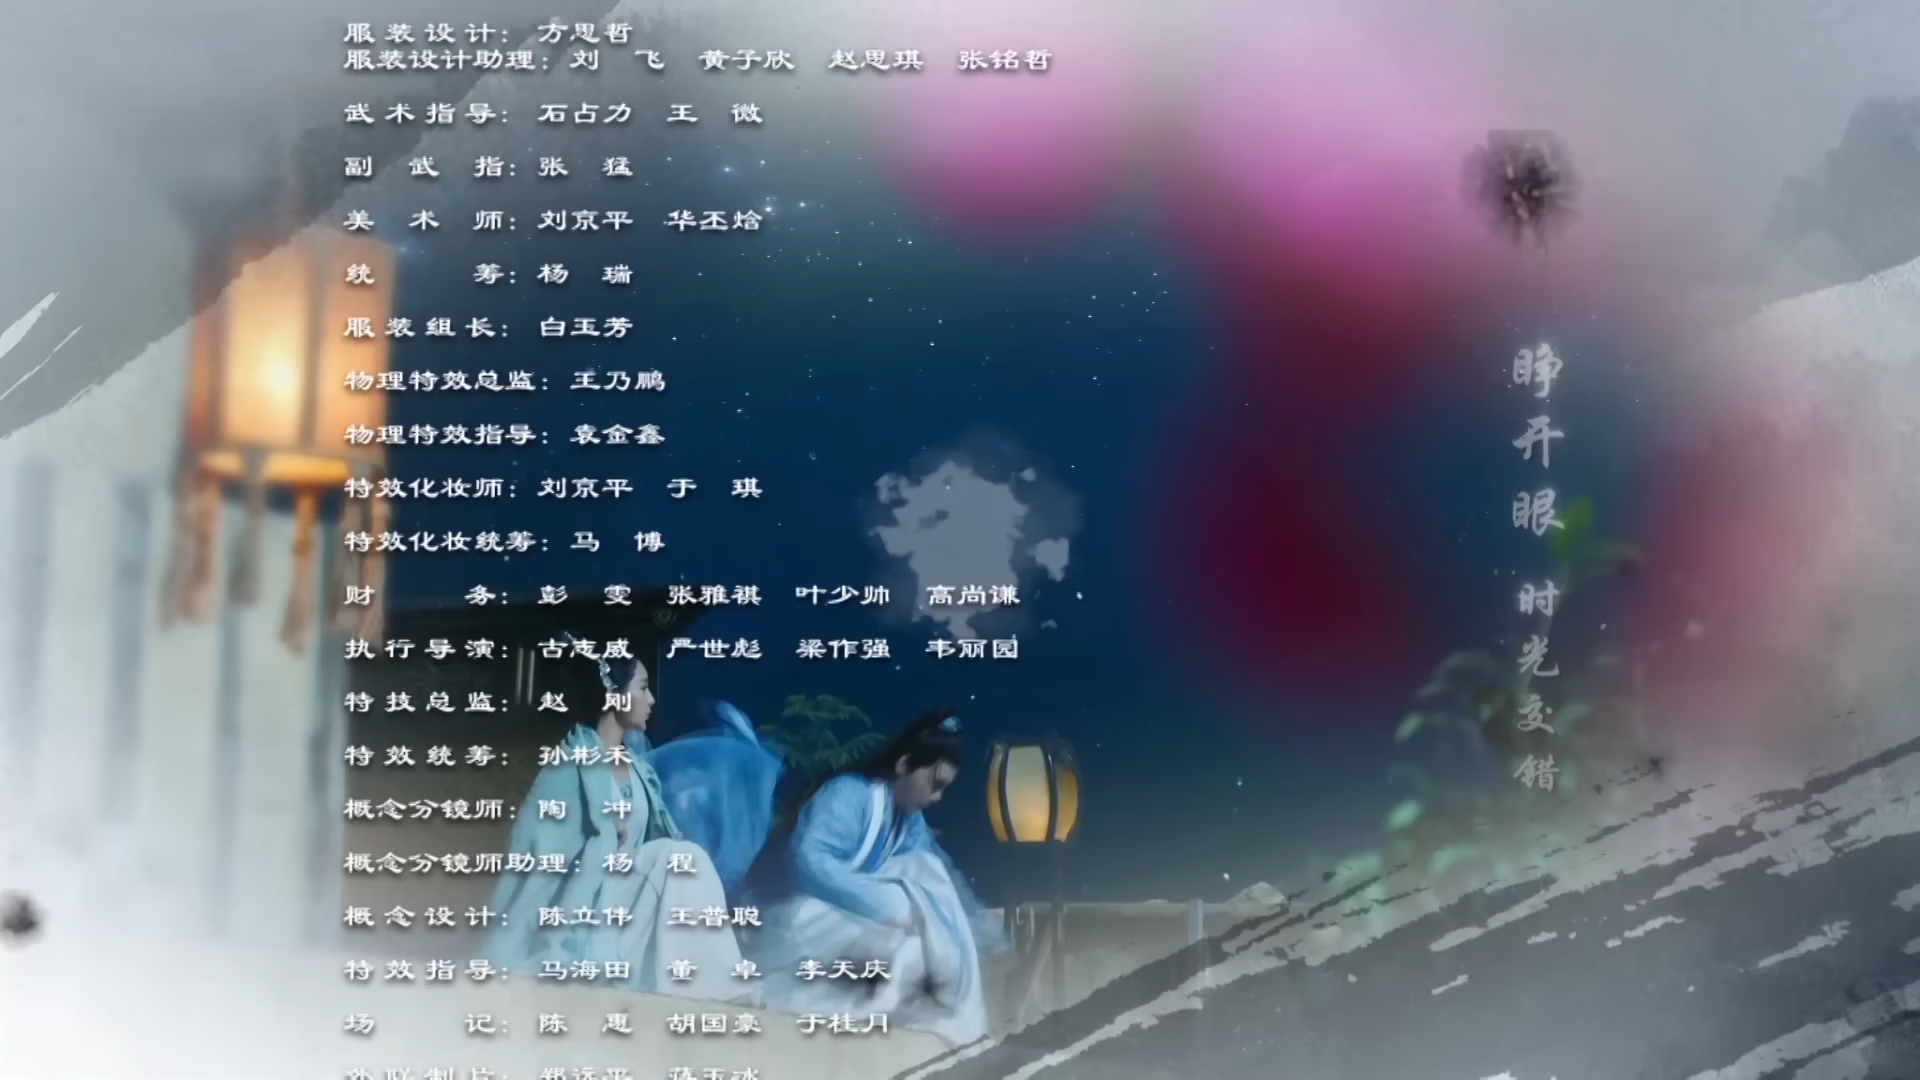 服装设计： 方思哲
服装设计助理：刘 飞 黄子欣 赵思琪 张铭哲
武术指导： 石占力 王 微
副武指：张 猛
美术师：刘京平 华丕焓
统筹：杨 瑞
服装组长： 白玉芳
物理特效总监：王乃鹏
物理特效指导：袁金鑫
特效化妆师：刘京平 于 琪
特效化妆统筹：马 博
财务： 彭 雯 张雅祺 叶少帅 高尚谦
执行导演： 古志威 严世彪 梁作强 韦丽园
特技总监： 赵 刚
特效统筹： 孙彬禾
概念分镜师：陶 冲
概念分镜师助理：杨 程
概念设计： 陈立伟 王普聪
特效指导： 马海田 董 卓 李天庆
场记： 陈 惠 胡国豪 于桂月
外联制片： 郑远平 蒋玉冰
睁开眼 时光交错